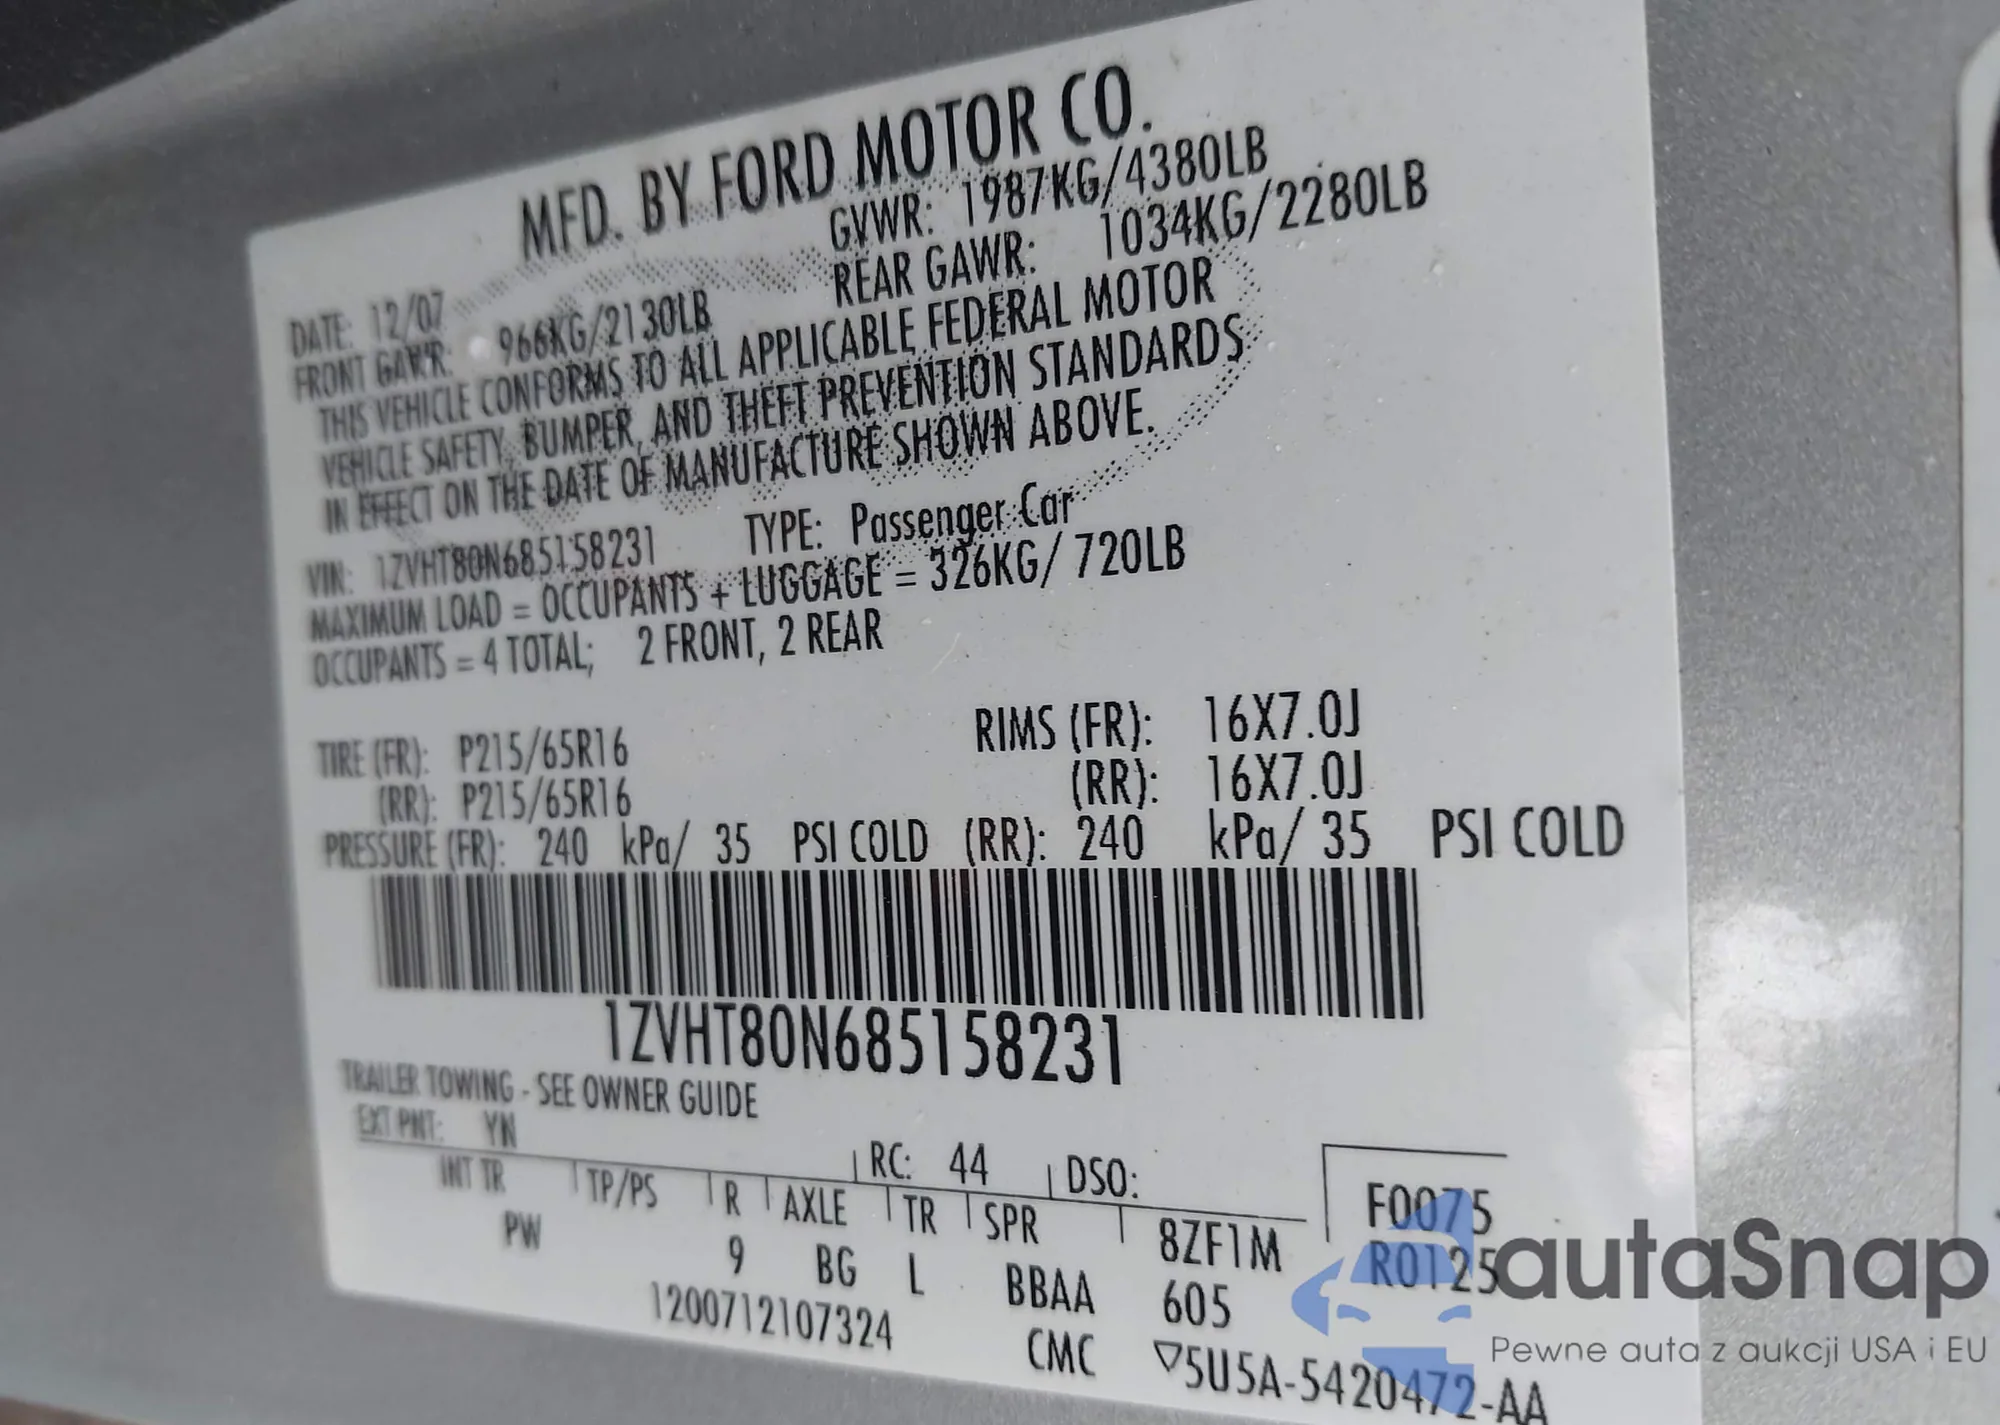 MFD. BY FORD MOTOR CO.
DATE: 12/07 GVWR: 1987KG/4380LB
FRONT GAWR: 966KG/2130LB REAR GAWR: 1034KG/2280LB
THIS VEHICLE CONFORMS TO ALL APPLICABLE FEDERAL MOTOR
VEHICLE SAFETY, BUMPER, AND THEFT PREVENTION STANDARDS
IN EFFECT ON THE DATE OF MANUFACTURE SHOWN ABOVE.
VIN: 1ZVHT80N685158231 TYPE: Passenger Car
MAXIMUM LOAD = OCCUPANTS + LUGGAGE = 326KG/ 720LB
OCCUPANTS = 4 TOTAL; 2 FRONT, 2 REAR
TIRE (FR): P215/65R16 RIMS (FR): 16X7.0J
(RR): P215/65R16 (RR): 16X7.0J
PRESSURE (FR): 240 kPa/ 35 PSI COLD (RR): 240 kPa/ 35 PSI COLD
1ZVHT80N685158231
TRAILER TOWING - SEE OWNER GUIDE
EXT PNT: YN RC: 44 DSO: F0075
INT TR TP/PS R AXLE TR SPR 8ZF1M R0125
PW 9 BG L BBAA 605
1200712107324 CMC ▽5U5A-5420472-AA
autaSnap
Pewne auta z aukcji USA i EU